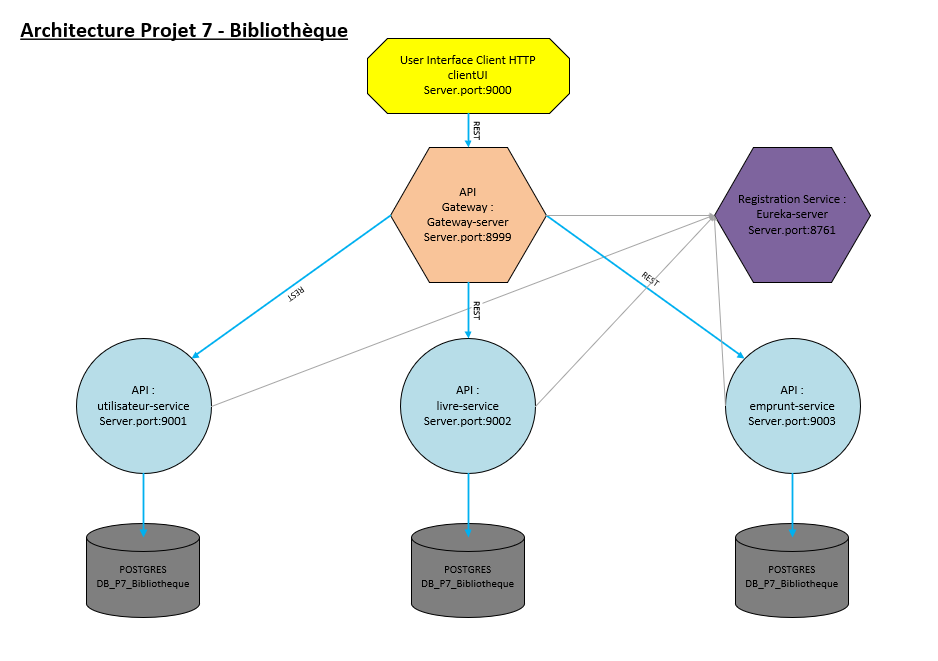 Architecture Projet 7 - Bibliothèque
User Interface Client HTTP
clientUI
Server.port:9000
REST
API
Gateway :
Gateway-server
Server.port:8999
Registration Service :
Eureka-server
Server.port:8761
REST
REST
REST
API :
utilisateur-service
Server.port:9001
API :
livre-service
Server.port:9002
API :
emprunt-service
Server.port:9003
POSTGRES
DB_P7_Bibliotheque
POSTGRES
DB_P7_Bibliotheque
POSTGRES
DB_P7_Bibliotheque